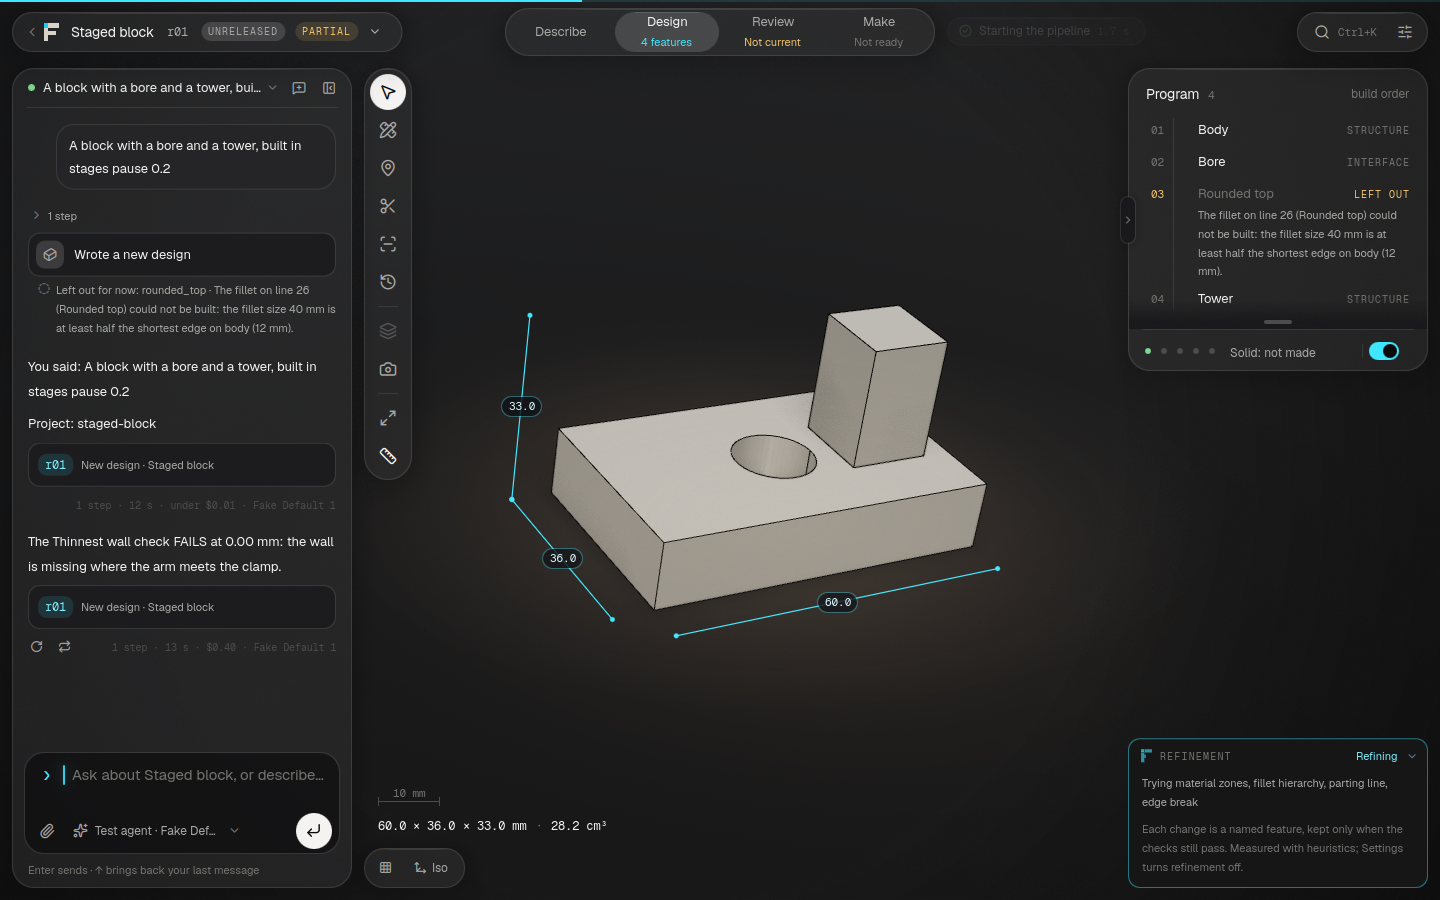 Staged block r01 UNRELEASED PARTIAL
Describe
Design
4 features
Review
Not current
Make
Not ready
Starting the pipeline
Ctrl+K
A block with a bore and a tower, bui...
A block with a bore and a tower, built in
stages pause 0.2
1 step
Wrote a new design
Left out for now: rounded_top · The fillet on line 26
(Rounded top) could not be built: the fillet size 40 mm is
at least half the shortest edge on body (12 mm).
You said: A block with a bore and a tower, built in
stages pause 0.2
Project: staged-block
r01 New design · Staged block
1 step · 12 s · under $0.01 · Fake Default 1
The Thinnest wall check FAILS at 0.00 mm: the wall
is missing where the arm meets the clamp.
r01 New design · Staged block
1 step · 13 s · $0.40 · Fake Default 1
Ask about Staged block, or describe...
Test agent · Fake Def...
Enter sends · ↑ brings back your last message
33.0
36.0
60.0
10 mm
60.0 × 36.0 × 33.0 mm · 28.2 cm³
Iso
Program 4 build order
01 Body STRUCTURE
02 Bore INTERFACE
03 Rounded top LEFT OUT
The fillet on line 26 (Rounded top) could
not be built: the fillet size 40 mm is at
least half the shortest edge on body (12
mm).
04 Tower STRUCTURE
Solid: not made
REFINEMENT Refining
Trying material zones, fillet hierarchy, parting line,
edge break
Each change is a named feature, kept only when the
checks still pass. Measured with heuristics; Settings
turns refinement off.